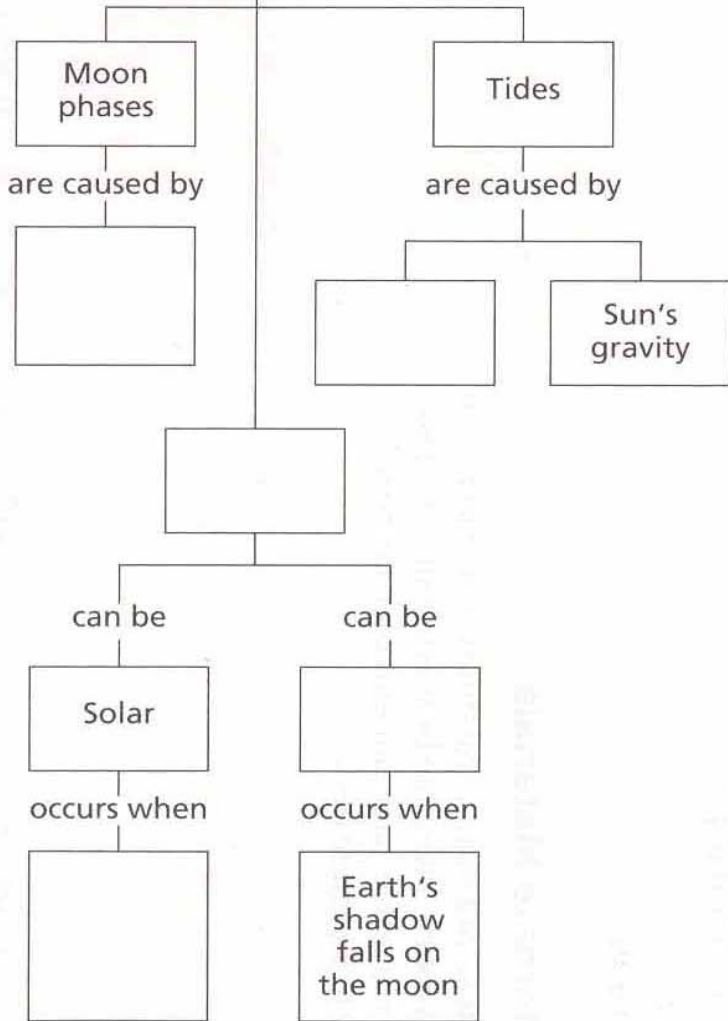 Moon
phases
Tides
are caused by
are caused by
Sun's
gravity
can be
can be
Solar
occurs when
occurs when
Earth's
shadow
falls on
the moon